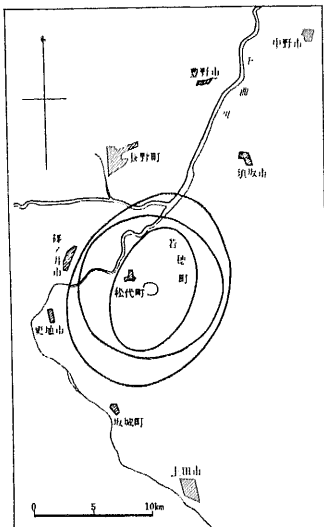 中野市
豊野市
千曲川
長野町
須坂市
若穂町
篠ノ井市
松代町
更埴市
坂城町
上田市
0 5 10km